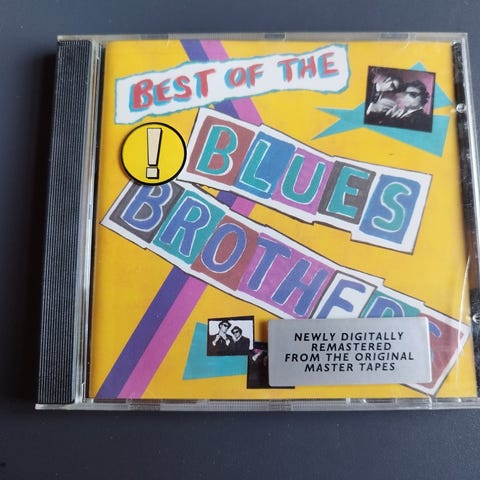 BEST OF THE
!
BLUES
BROTHERS
NEWLY DIGITALLY
REMASTERED
FROM THE ORIGINAL
MASTER TAPES